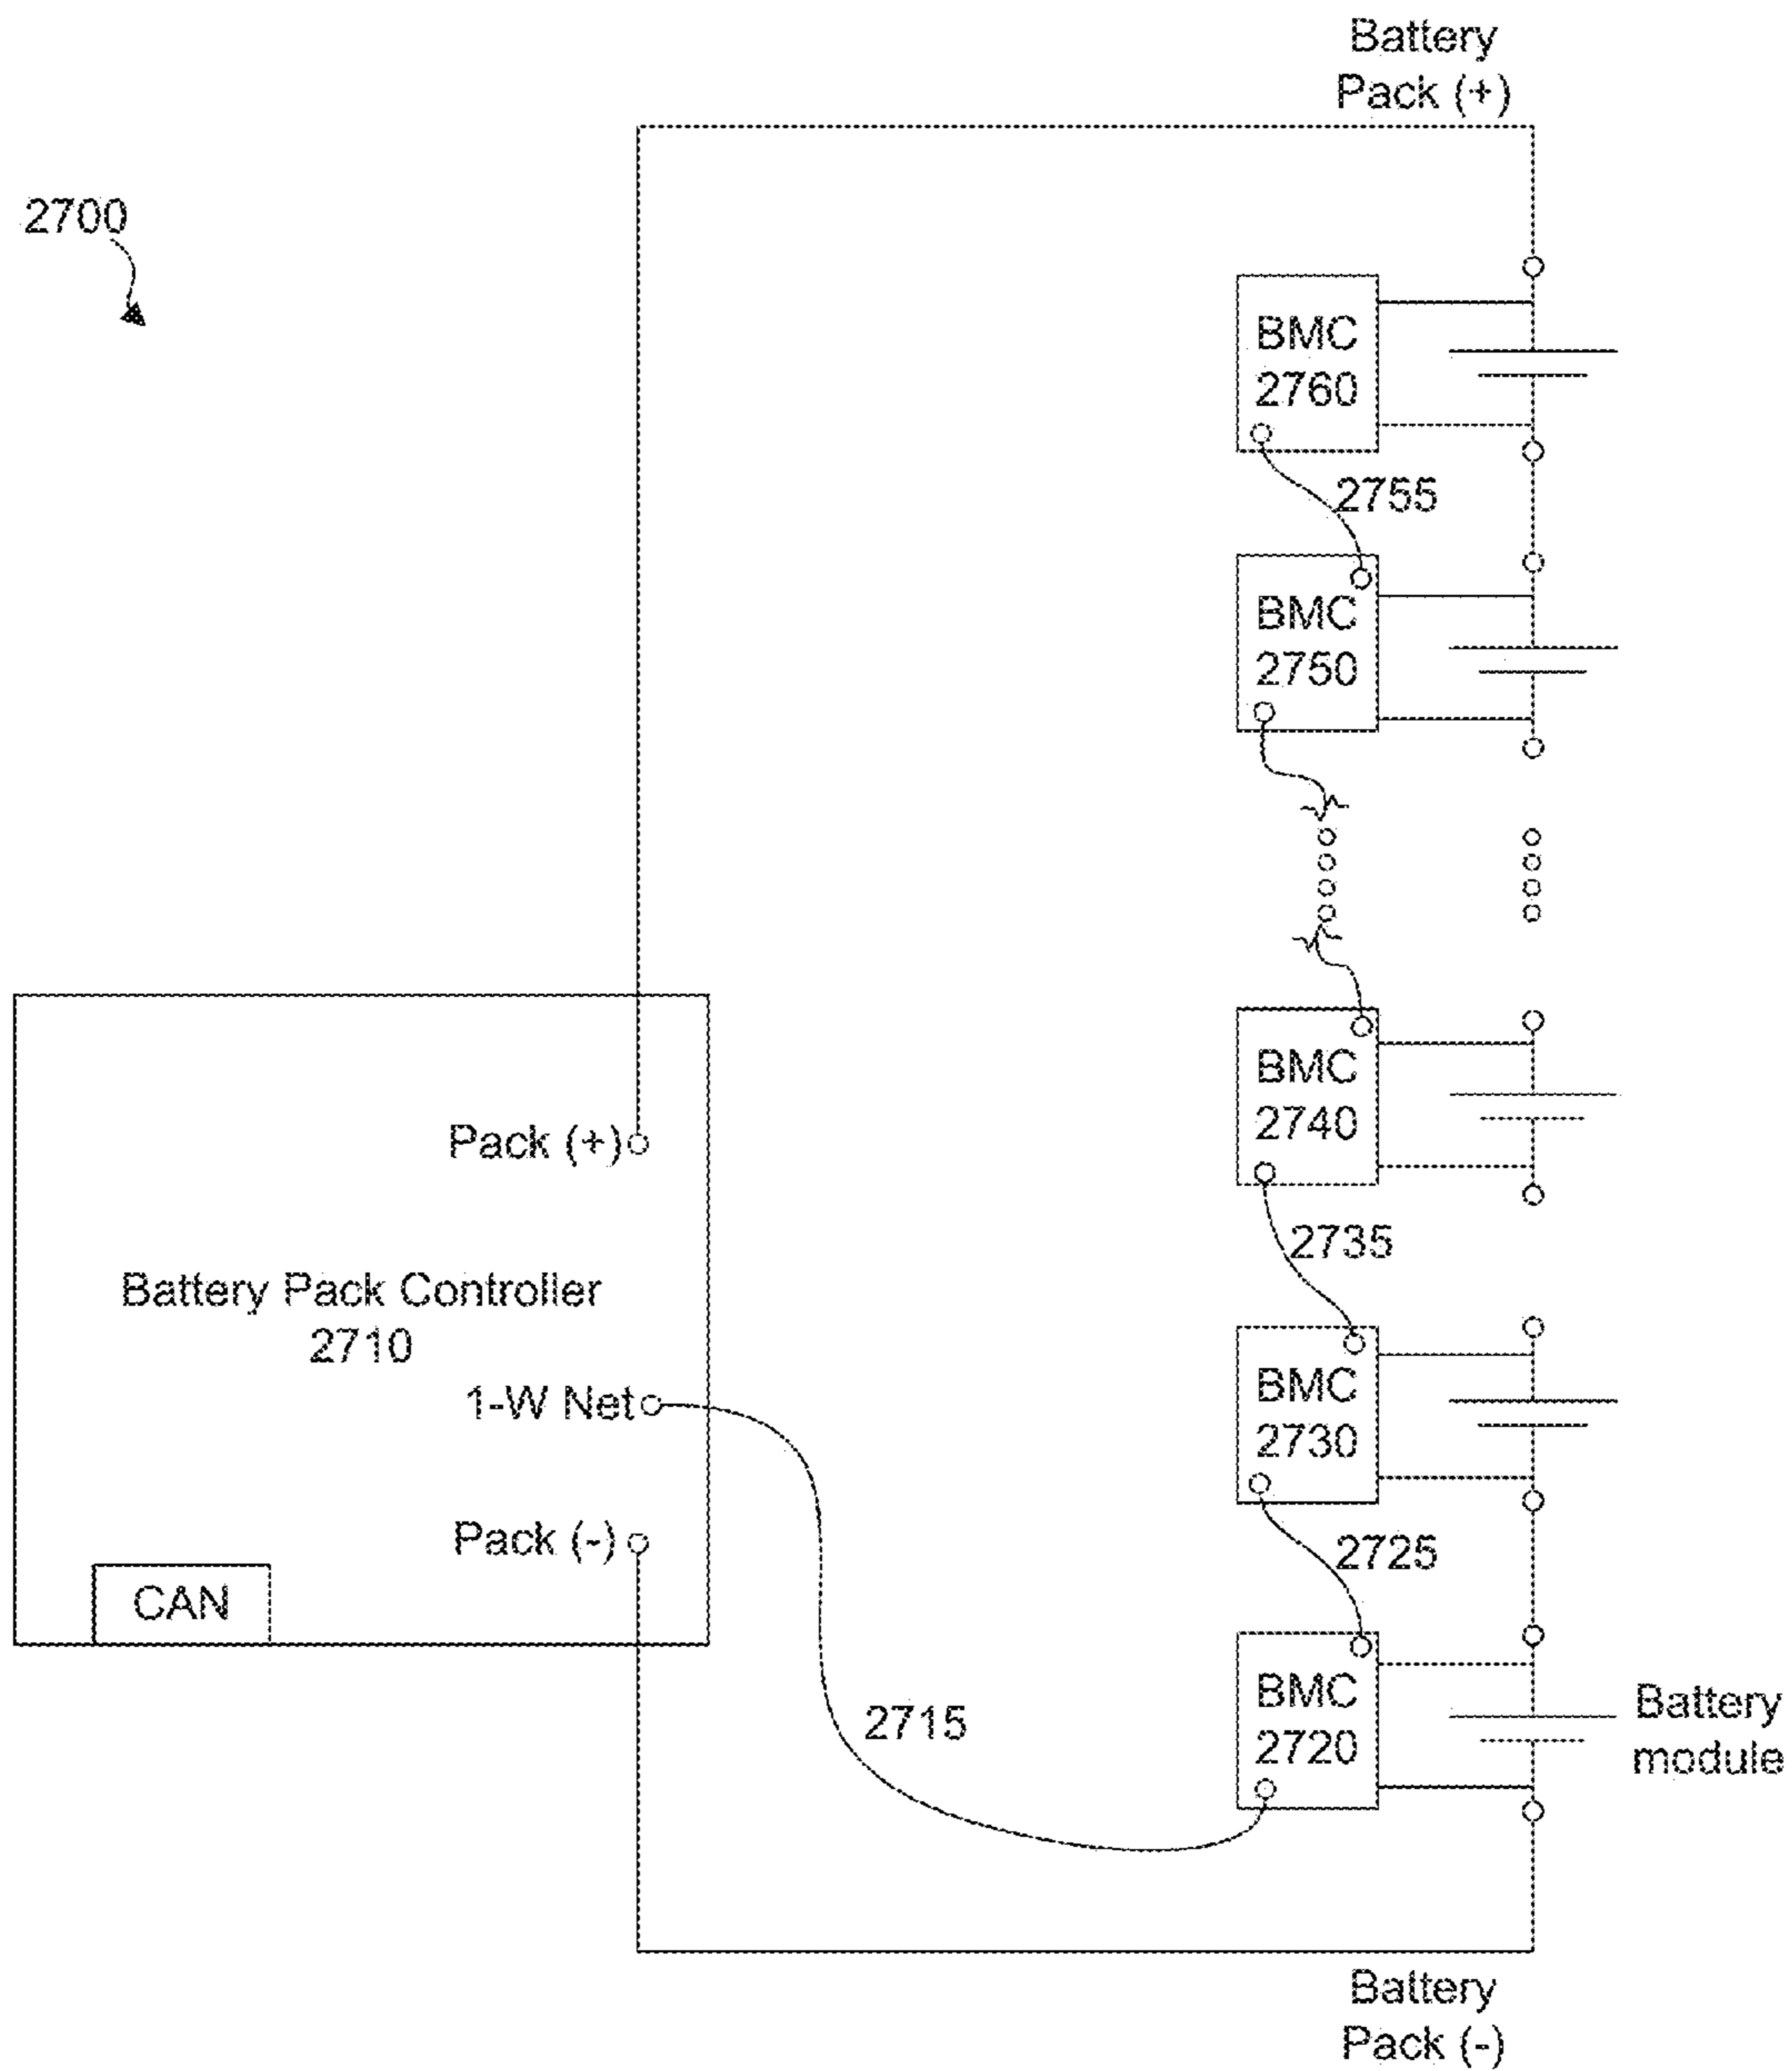 Battery
Pack (+)
2700
BMC
2760
2755
BMC
2750
BMC
2740
Pack (+)
2735
Battery Pack Controller
2710
BMC
2730
1-W Net
Pack (-)
2725
CAN
BMC
2720
2715
Battery
module
Battery
Pack (-)